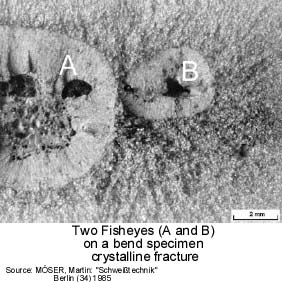 A
B
2 mm
Two Fisheyes (A and B)
on a bend specimen
crystalline fracture
Source: MÖSER, Martin: "Schweißtechnik"
Berlin (34) 1985